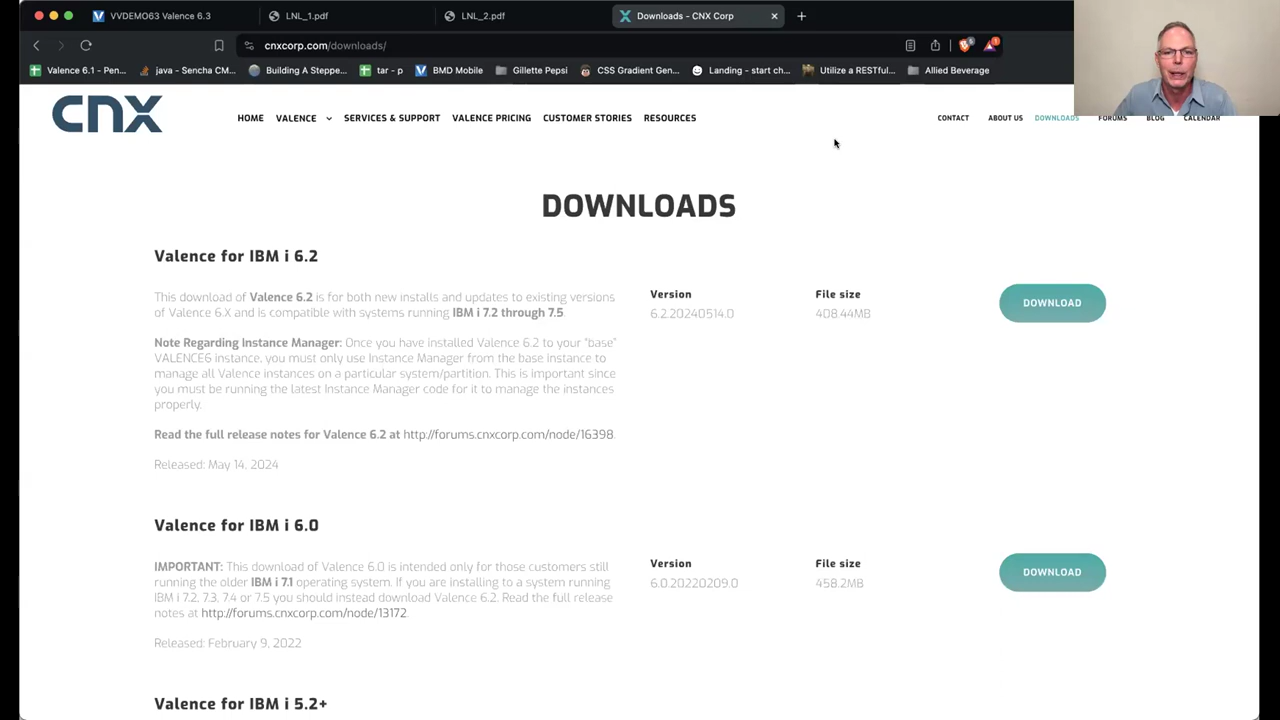 VVDEMO63 Valence 6.3
LNL_1.pdf
LNL_2.pdf
Downloads - CNX Corp
cnxcorp.com/downloads/
5
1
Valence 6.1 - Pen...
java - Sencha CM...
Building A Steppe...
tar - p
BMD Mobile
Gillette Pepsi
CSS Gradient Gen...
Landing - start ch...
Utilize a RESTful...
Allied Beverage
cnx
HOME
VALENCE
SERVICES & SUPPORT
VALENCE PRICING
CUSTOMER STORIES
RESOURCES
CONTACT
ABOUT US
DOWNLOADS
FORUMS
BLOG
CALENDAR
DOWNLOADS
Valence for IBM i 6.2
This download of Valence 6.2 is for both new installs and updates to existing versions
of Valence 6.X and is compatible with systems running IBM i 7.2 through 7.5.
Note Regarding Instance Manager: Once you have installed Valence 6.2 to your "base"
VALENCE6 instance, you must only use Instance Manager from the base instance to
manage all Valence instances on a particular system/partition. This is important since
you must be running the latest Instance Manager code for it to manage the instances
properly.
Read the full release notes for Valence 6.2 at http://forums.cnxcorp.com/node/16398.
Released: May 14, 2024
Version
6.2.20240514.0
File size
408.44MB
DOWNLOAD
Valence for IBM i 6.0
IMPORTANT: This download of Valence 6.0 is intended only for those customers still
running the older IBM i 7.1 operating system. If you are installing to a system running
IBM i 7.2, 7.3, 7.4 or 7.5 you should instead download Valence 6.2. Read the full release
notes at http://forums.cnxcorp.com/node/13172.
Released: February 9, 2022
Version
6.0.20220209.0
File size
458.2MB
DOWNLOAD
Valence for IBM i 5.2+